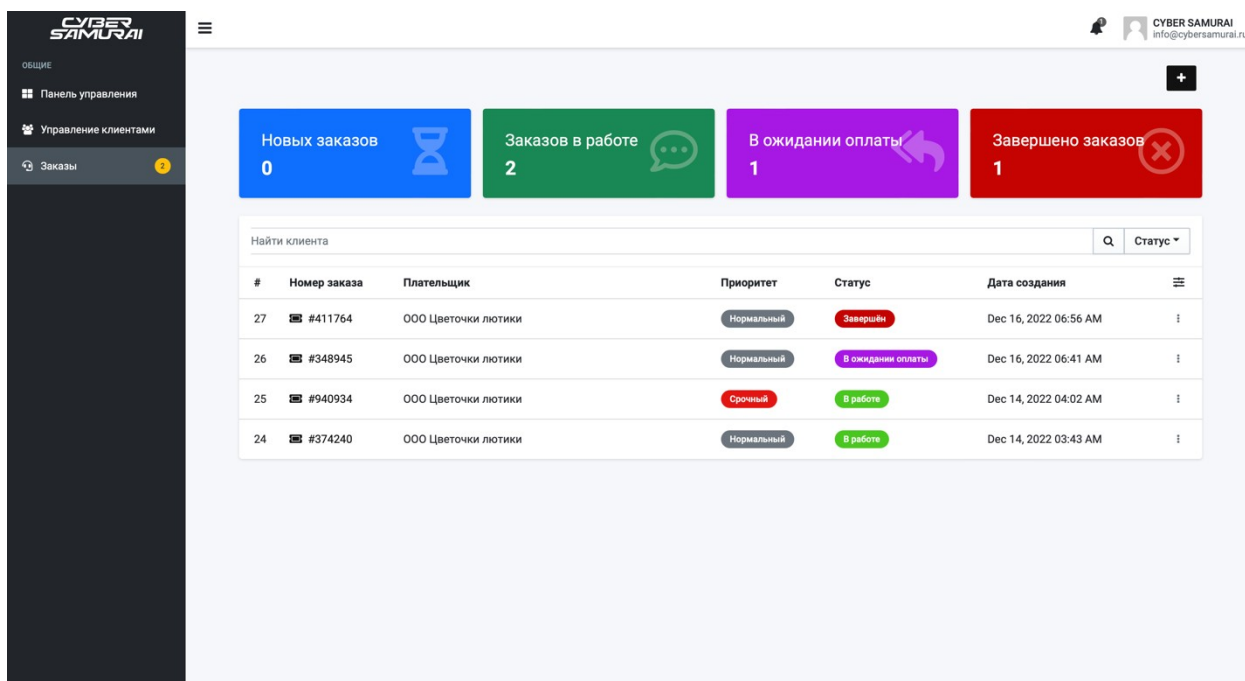 CYBER
SAMURAI
CYBER SAMURAI
info@cybersamurai.ru
ОБЩИЕ
Панель управления
Управление клиентами
Заказы 2
Новых заказов
0
Заказов в работе
2
В ожидании оплаты
1
Завершено заказов
1
Найти клиента
Статус
# Номер заказа Плательщик Приоритет Статус Дата создания
27 #411764 ООО Цветочки лютики Нормальный Завершён Dec 16, 2022 06:56 AM
26 #348945 ООО Цветочки лютики Нормальный В ожидании оплаты Dec 16, 2022 06:41 AM
25 #940934 ООО Цветочки лютики Срочный В работе Dec 14, 2022 04:02 AM
24 #374240 ООО Цветочки лютики Нормальный В работе Dec 14, 2022 03:43 AM